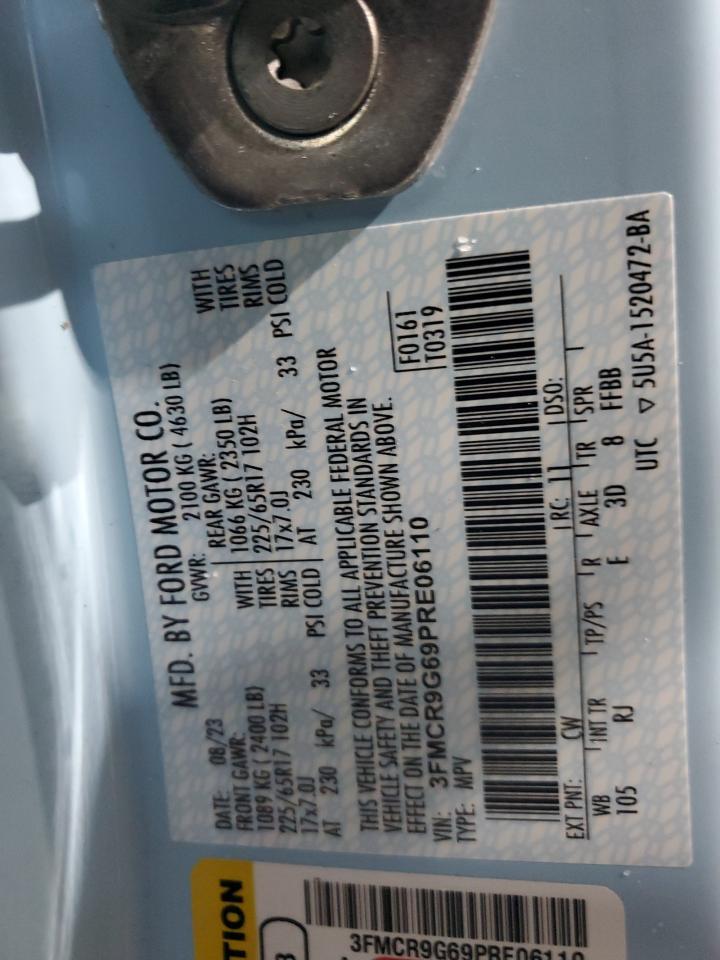 MFD. BY FORD MOTOR CO.
DATE: 08/23 GVWR: 2100 KG ( 4630 LB)
FRONT GAWR: REAR GAWR:
1089 KG ( 2400 LB) WITH 1066 KG ( 2350 LB) WITH
225/65R17 102H TIRES 225/65R17 102H TIRES
17x7.0J RIMS 17x7.0J RIMS
AT 230 kPa/ 33 PSI COLD AT 230 kPa/ 33 PSI COLD
THIS VEHICLE CONFORMS TO ALL APPLICABLE FEDERAL MOTOR
VEHICLE SAFETY AND THEFT PREVENTION STANDARDS IN
EFFECT ON THE DATE OF MANUFACTURE SHOWN ABOVE.
VIN: 3FMCR9G69PRE06110 F0161
TYPE: MPV T0319
EXT PNT: CW RC: 11 DSO:
WB INT TR TP/PS R AXLE TR SPR
105 RJ E 3D 8 FFBB
UTC ▽ 5U5A-1520472-BA
TION
3FMCR9G69PRE06110